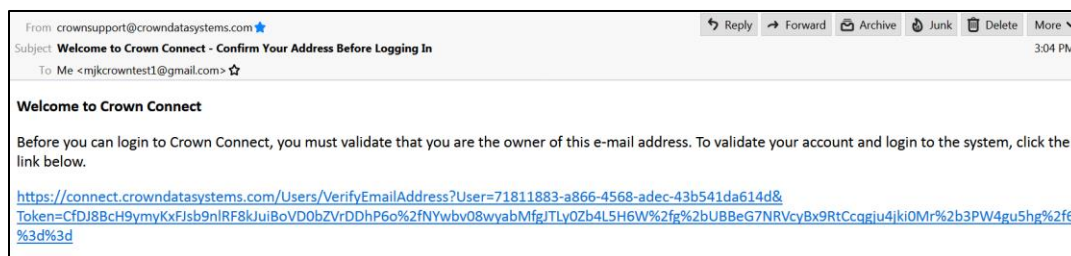 From crownsupport@crowndatasystems.com Reply Forward Archive Junk Delete More
Subject Welcome to Crown Connect - Confirm Your Address Before Logging In 3:04 PM
To Me <mjkcrowntest1@gmail.com>
Welcome to Crown Connect
Before you can login to Crown Connect, you must validate that you are the owner of this e-mail address. To validate your account and login to the system, click the
link below.
https://connect.crowndatasystems.com/Users/VerifyEmailAddress?User=71811883-a866-4568-adec-43b541da614d&
Token=CfDJ8BcH9ymyKxFJsb9nlRF8kJuiBoVD0bZVrDDhP6o%2fNYwbv08wyabMfgJTLy0Zb4L5H6W%2fg%2bUBBeG7NRVcyBx9RtCcqgju4jki0Mr%2b3PW4gu5hg%2f6
%3d%3d